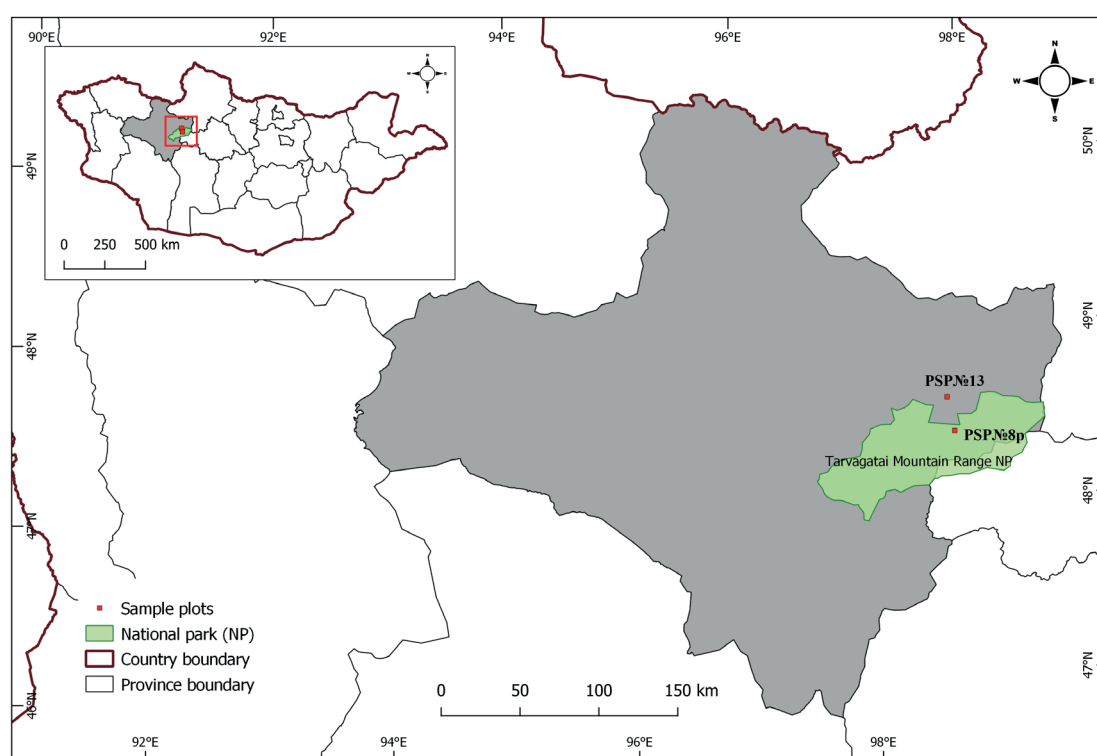 90°E 92°E 94°E 96°E 98°E
N
W E
S
N
W E
S
50°N
49°N
0 250 500 km
49°N
48°N
PSP№13
PSP№8p
Tarvagatai Mountain Range NP
48°N
47°N
Sample plots
National park (NP)
Country boundary
Province boundary
47°N
0 50 100 150 km
46°N
92°E 94°E 96°E 98°E